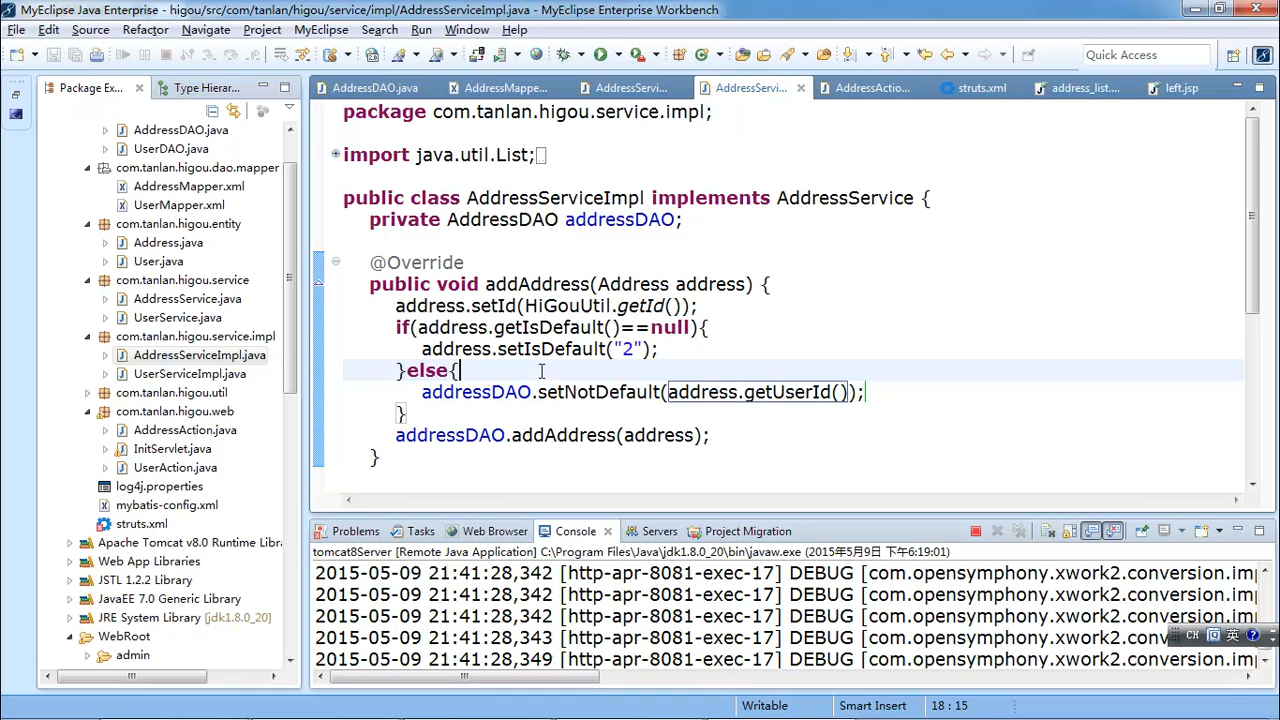 MyEclipse Java Enterprise - higou/src/com/tanlan/higou/service/impl/AddressServiceImpl.java - MyEclipse Enterprise Workbench
File Edit Source Refactor Navigate Project MyEclipse Search Run Window Help
Quick Access
Package Ex... Type Hierar...
AddressDAO.java AddressMappe... AddressServi... AddressServi... AddressActio... struts.xml address_list.... left.jsp
AddressDAO.java
UserDAO.java
com.tanlan.higou.dao.mapper
AddressMapper.xml
UserMapper.xml
com.tanlan.higou.entity
Address.java
User.java
com.tanlan.higou.service
AddressService.java
UserService.java
com.tanlan.higou.service.impl
AddressServiceImpl.java
UserServiceImpl.java
com.tanlan.higou.util
com.tanlan.higou.web
AddressAction.java
InitServlet.java
UserAction.java
log4j.properties
mybatis-config.xml
struts.xml
Apache Tomcat v8.0 Runtime Libra
Web App Libraries
JSTL 1.2.2 Library
JavaEE 7.0 Generic Library
JRE System Library [jdk1.8.0_20]
WebRoot
admin
package com.tanlan.higou.service.impl;
import java.util.List;
public class AddressServiceImpl implements AddressService {
private AddressDAO addressDAO;
@Override
public void addAddress(Address address) {
address.setId(HiGouUtil.getId());
if(address.getIsDefault()==null){
address.setIsDefault("2");
}else{
addressDAO.setNotDefault(address.getUserId());
}
addressDAO.addAddress(address);
}
Problems Tasks Web Browser Console Servers Project Migration
tomcat8Server [Remote Java Application] C:\Program Files\Java\jdk1.8.0_20\bin\javaw.exe (2015年5月9日 下午6:19:01)
2015-05-09 21:41:28,342 [http-apr-8081-exec-17] DEBUG [com.opensymphony.xwork2.conversion.imp
2015-05-09 21:41:28,342 [http-apr-8081-exec-17] DEBUG [com.opensymphony.xwork2.conversion.imp
2015-05-09 21:41:28,343 [http-apr-8081-exec-17] DEBUG [com.opensymphony.xwork2.conversion.imp
2015-05-09 21:41:28,343 [http-apr-8081-exec-17] DEBUG [com.opensymphony.xwork2
2015-05-09 21:41:28,349 [http-apr-8081-exec-17] DEBUG [com.opensymphony.xwork2.conversion.imp
CH 英
Writable Smart Insert 18 : 15